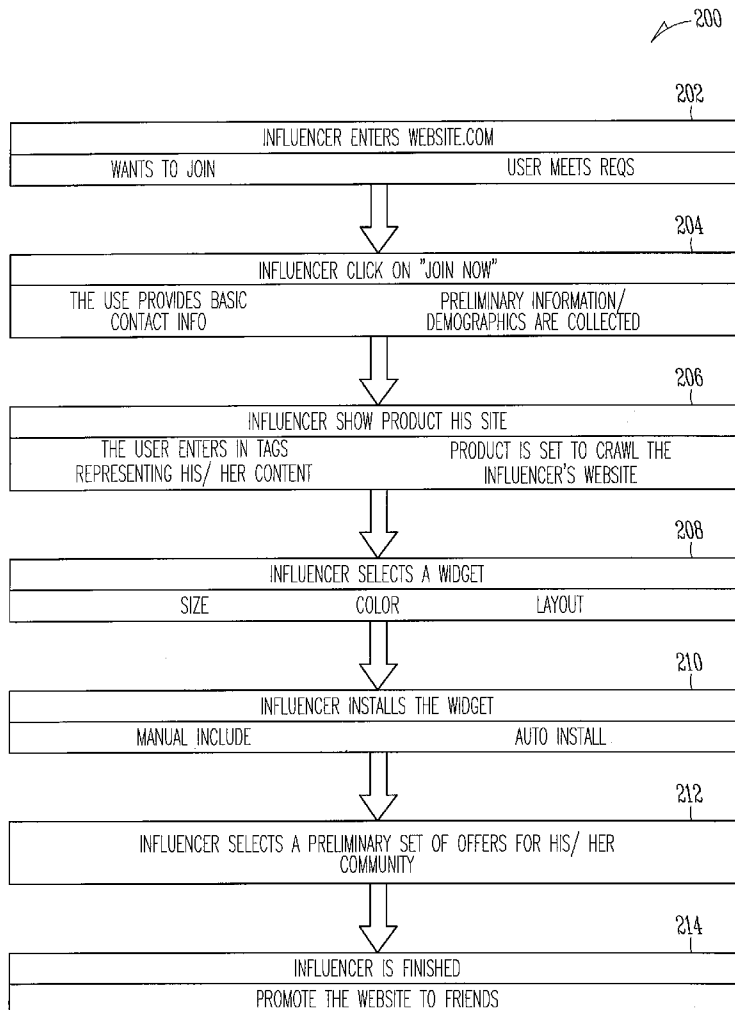 200
202
INFLUENCER ENTERS WEBSITE.COM
WANTS TO JOIN USER MEETS REQS
204
INFLUENCER CLICK ON "JOIN NOW"
THE USE PROVIDES BASIC
CONTACT INFO
PRELIMINARY INFORMATION/
DEMOGRAPHICS ARE COLLECTED
206
INFLUENCER SHOW PRODUCT HIS SITE
THE USER ENTERS IN TAGS
REPRESENTING HIS/ HER CONTENT
PRODUCT IS SET TO CRAWL THE
INFLUENCER'S WEBSITE
208
INFLUENCER SELECTS A WIDGET
SIZE COLOR LAYOUT
210
INFLUENCER INSTALLS THE WIDGET
MANUAL INCLUDE AUTO INSTALL
212
INFLUENCER SELECTS A PRELIMINARY SET OF OFFERS FOR HIS/ HER
COMMUNITY
214
INFLUENCER IS FINISHED
PROMOTE THE WEBSITE TO FRIENDS